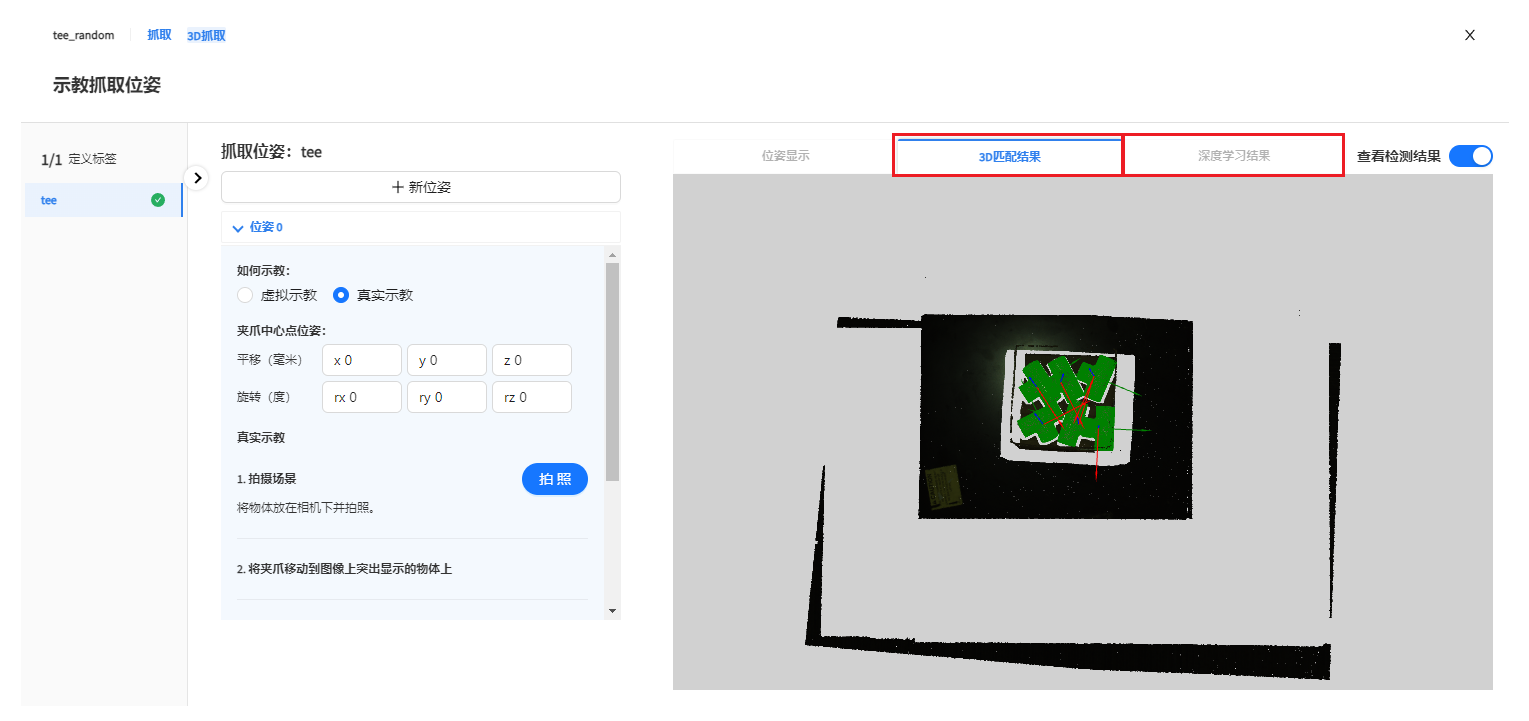 tee_random 抓取 3D抓取 X
示教抓取位姿
1/1 定义标签
tee
抓取位姿：tee
+ 新位姿
位姿 0
如何示教：
虚拟示教 真实示教
夹爪中心点位姿：
平移（毫米） x 0 y 0 z 0
旋转（度） rx 0 ry 0 rz 0
真实示教
1. 拍摄场景 拍 照
将物体放在相机下并拍照。
2. 将夹爪移动到图像上突出显示的物体上
位姿显示 3D匹配结果 深度学习结果 查看检测结果